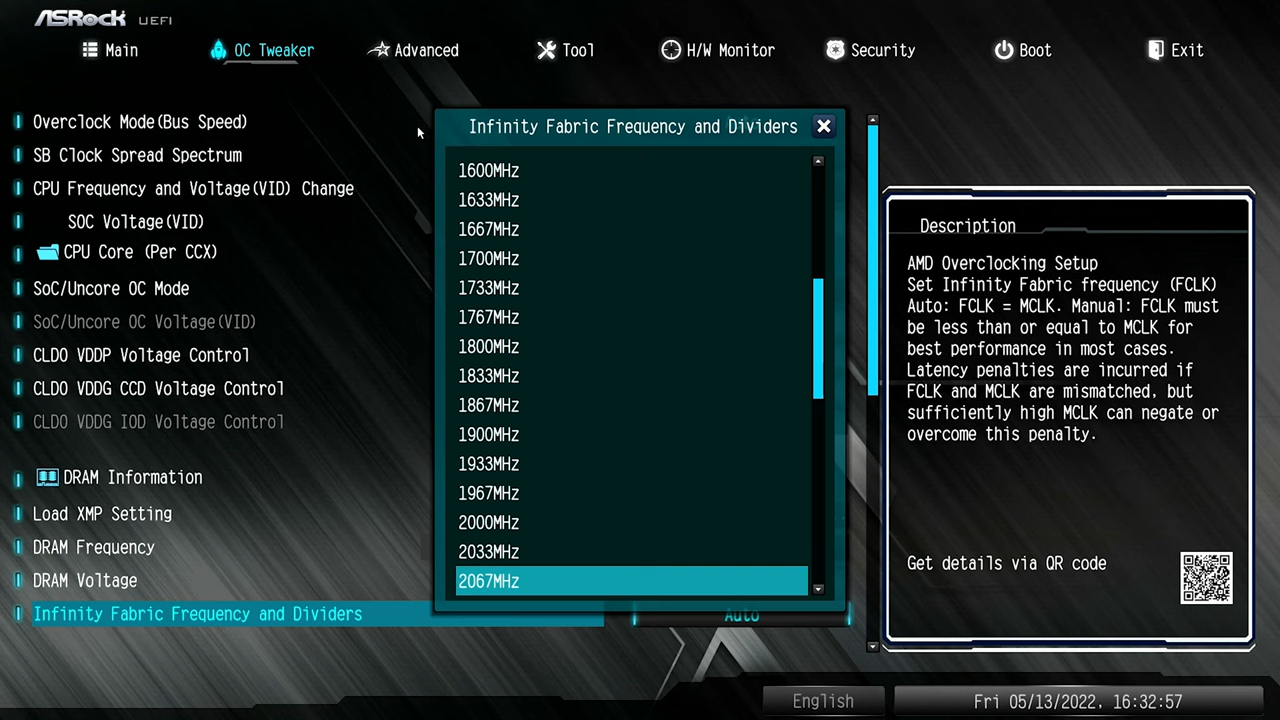 ASRock UEFI
Main OC Tweaker Advanced Tool H/W Monitor Security Boot Exit
Overclock Mode(Bus Speed)
SB Clock Spread Spectrum
CPU Frequency and Voltage(VID) Change
SOC Voltage(VID)
CPU Core (Per CCX)
SoC/Uncore OC Mode
SoC/Uncore OC Voltage(VID)
CLDO VDDP Voltage Control
CLDO VDDG CCD Voltage Control
CLDO VDDG IOD Voltage Control
DRAM Information
Load XMP Setting
DRAM Frequency
DRAM Voltage
Infinity Fabric Frequency and Dividers
Auto
Infinity Fabric Frequency and Dividers
1600MHz
1633MHz
1667MHz
1700MHz
1733MHz
1767MHz
1800MHz
1833MHz
1867MHz
1900MHz
1933MHz
1967MHz
2000MHz
2033MHz
2067MHz
Description
AMD Overclocking Setup
Set Infinity Fabric frequency (FCLK)
Auto: FCLK = MCLK. Manual: FCLK must
be less than or equal to MCLK for
best performance in most cases.
Latency penalties are incurred if
FCLK and MCLK are mismatched, but
sufficiently high MCLK can negate or
overcome this penalty.
Get details via QR code
English
Fri 05/13/2022, 16:32:57